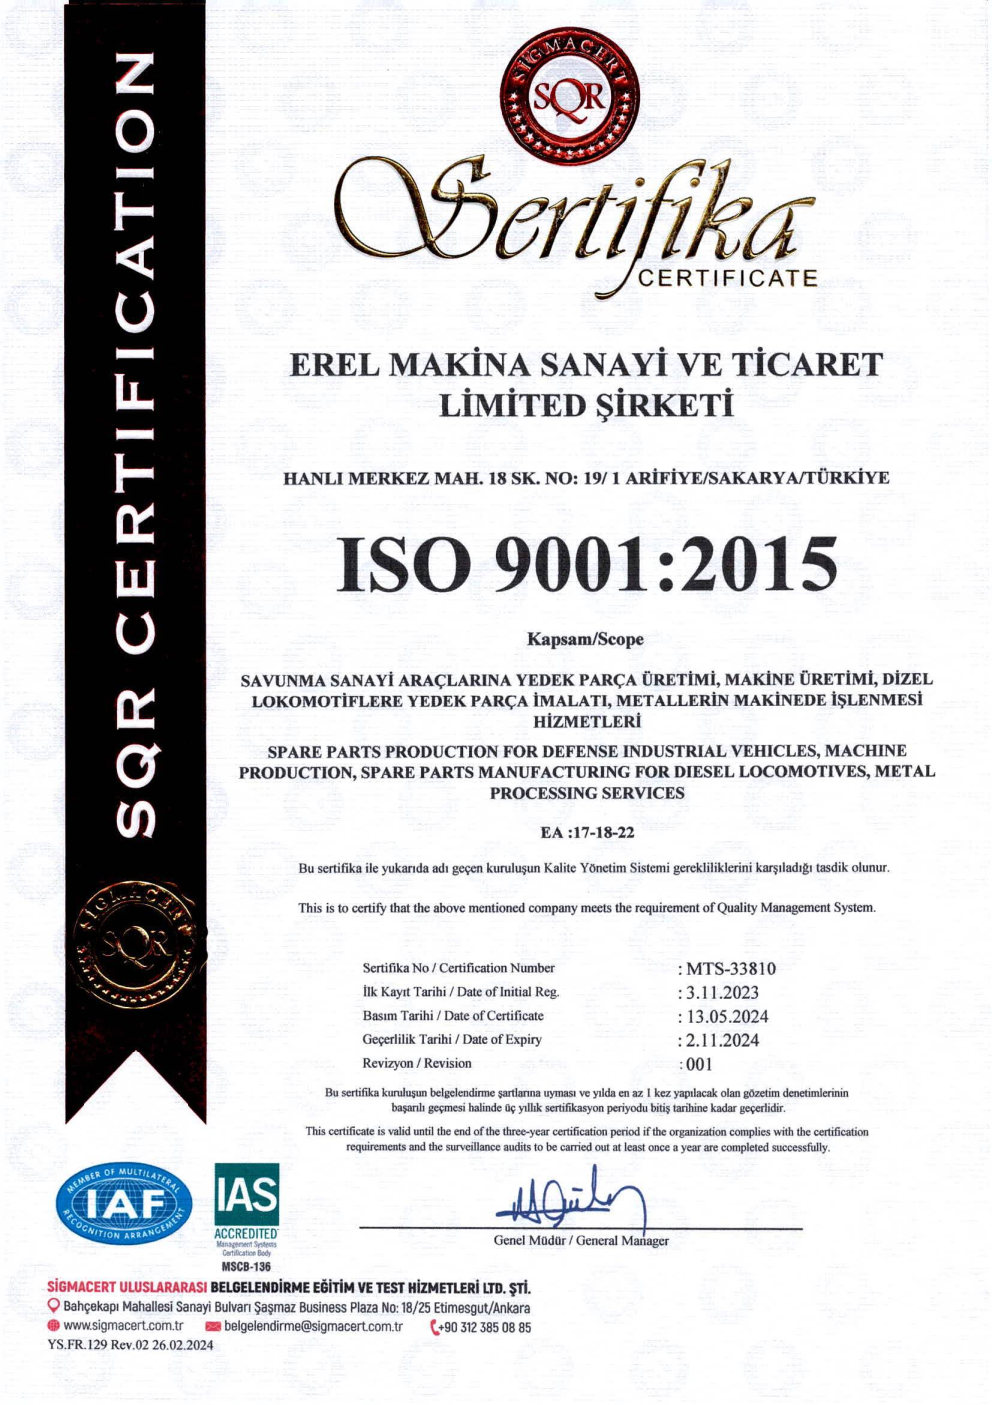 SQR CERTIFICATION
SİGMACERT
SQR
Sertifika
CERTIFICATE
EREL MAKİNA SANAYİ VE TİCARET
LİMİTED ŞİRKETİ
HANLI MERKEZ MAH. 18 SK. NO: 19/ 1 ARİFİYE/SAKARYA/TÜRKİYE
ISO 9001:2015
Kapsam/Scope
SAVUNMA SANAYİ ARAÇLARINA YEDEK PARÇA ÜRETİMİ, MAKİNE ÜRETİMİ, DİZEL
LOKOMOTİFLERE YEDEK PARÇA İMALATI, METALLERİN MAKİNEDE İŞLENMESİ
HİZMETLERİ
SPARE PARTS PRODUCTION FOR DEFENSE INDUSTRIAL VEHICLES, MACHINE
PRODUCTION, SPARE PARTS MANUFACTURING FOR DIESEL LOCOMOTIVES, METAL
PROCESSING SERVICES
EA :17-18-22
Bu sertifika ile yukarıda adı geçen kuruluşun Kalite Yönetim Sistemi gerekliliklerini karşıladığı tasdik olunur.
This is to certify that the above mentioned company meets the requirement of Quality Management System.
Sertifika No / Certification Number : MTS-33810
İlk Kayıt Tarihi / Date of Initial Reg. : 3.11.2023
Basım Tarihi / Date of Certificate : 13.05.2024
Geçerlilik Tarihi / Date of Expiry : 2.11.2024
Revizyon / Revision : 001
Bu sertifika kuruluşun belgelendirme şartlarına uyması ve yılda en az 1 kez yapılacak olan gözetim denetimlerinin
başarılı geçmesi halinde üç yıllık sertifikasyon periyodu bitiş tarihine kadar geçerlidir.
This certificate is valid until the end of the three-year certification period if the organization complies with the certification
requirements and the surveillance audits to be carried out at least once a year are completed successfully.
Genel Müdür / General Manager
SİGMACERT
SQR
MEMBER OF MULTILATERAL
IAF
RECOGNITION ARRANGEMENT
IAS
ACCREDITED
Management Systems
Certification Body
MSCB-136
SİGMACERT ULUSLARARASI BELGELENDİRME EĞİTİM VE TEST HİZMETLERİ LTD. ŞTİ.
Bahçekapı Mahallesi Sanayi Bulvarı Şaşmaz Business Plaza No: 18/25 Etimesgut/Ankara
www.sigmacert.com.tr belgelendirme@sigmacert.com.tr +90 312 385 08 85
YS.FR.129 Rev.02 26.02.2024